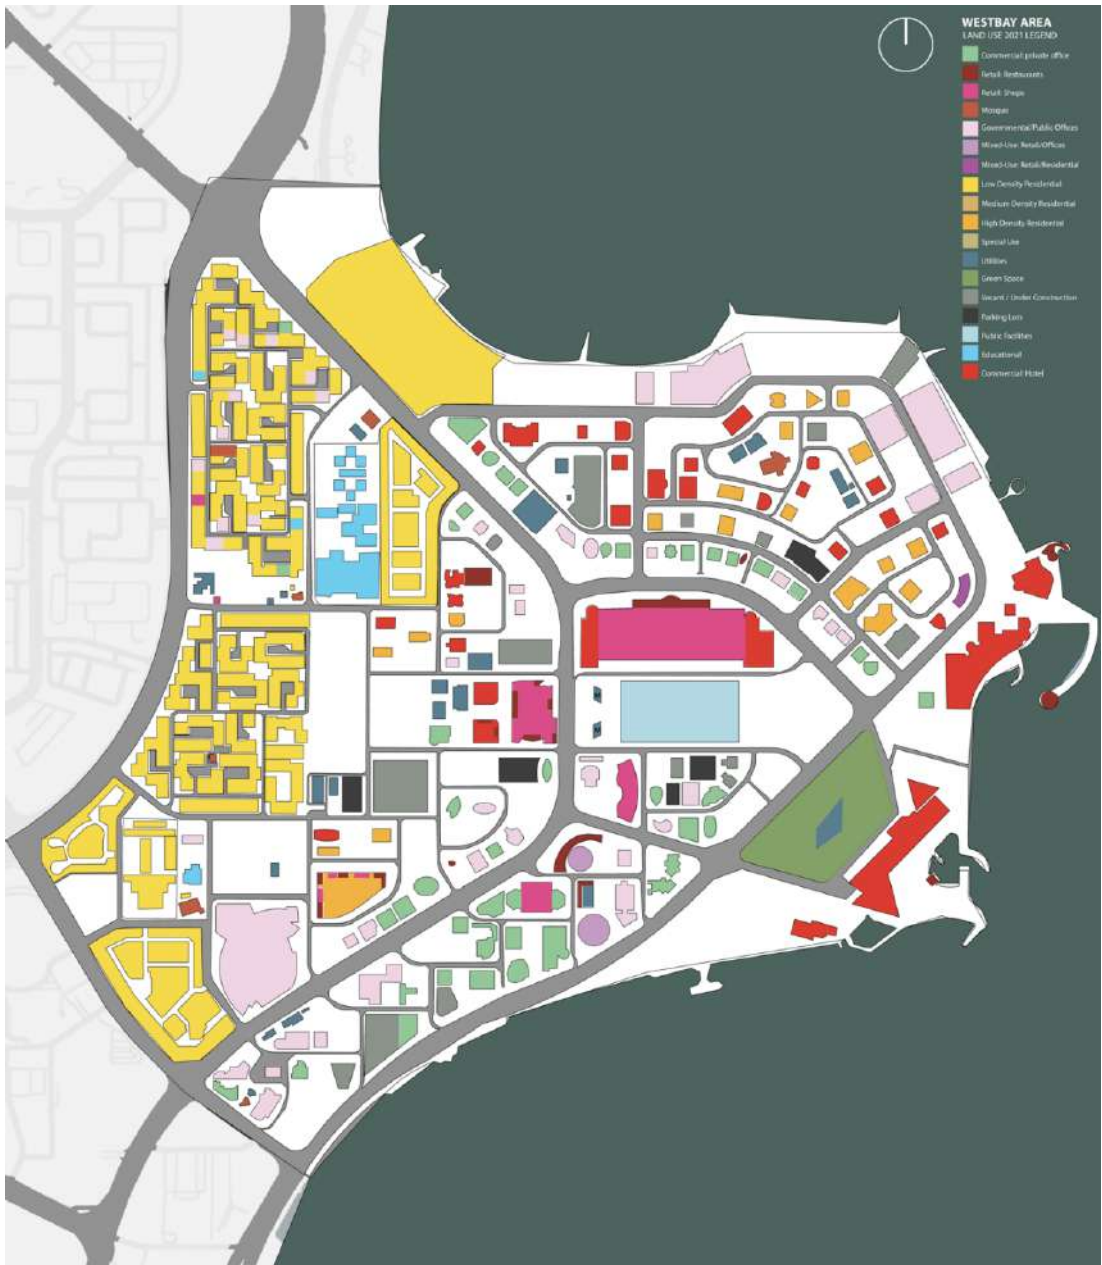 WESTBAY AREA
LAND USE 2021 LEGEND
Commercial: private office
Retail: Restaurants
Retail: Shops
Mosque
Governmental/Public Offices
Mixed-Use: Retail/Offices
Mixed-Use: Retail/Residential
Low Density Residential
Medium Density Residential
High Density Residential
Special Use
Utilities
Green Space
Vacant / Under Construction
Parking Lots
Public Facilities
Educational
Commercial: Hotel